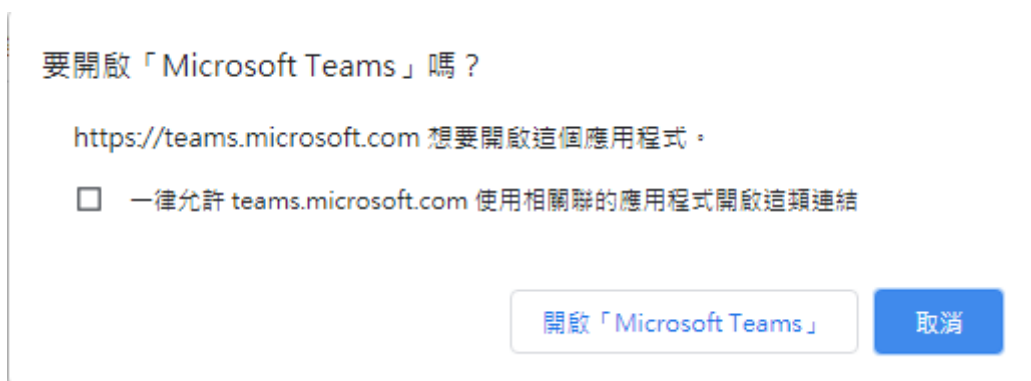 要開啟「Microsoft Teams」嗎？
https://teams.microsoft.com 想要開啟這個應用程式。
一律允許 teams.microsoft.com 使用相關聯的應用程式開啟這類連結
開啟「Microsoft Teams」
取消